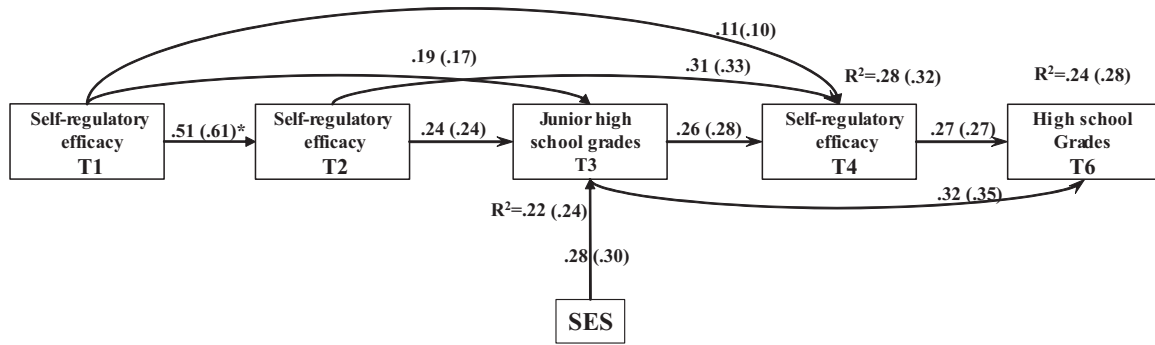 .11(.10)
.19 (.17)
.31 (.33)
R²=.28 (.32)
R²=.24 (.28)
Self-regulatory
efficacy
T1
.51 (.61)*
Self-regulatory
efficacy
T2
.24 (.24)
Junior high
school grades
T3
.26 (.28)
Self-regulatory
efficacy
T4
.27 (.27)
High school
Grades
T6
R²=.22 (.24)
.32 (.35)
.28 (.30)
SES